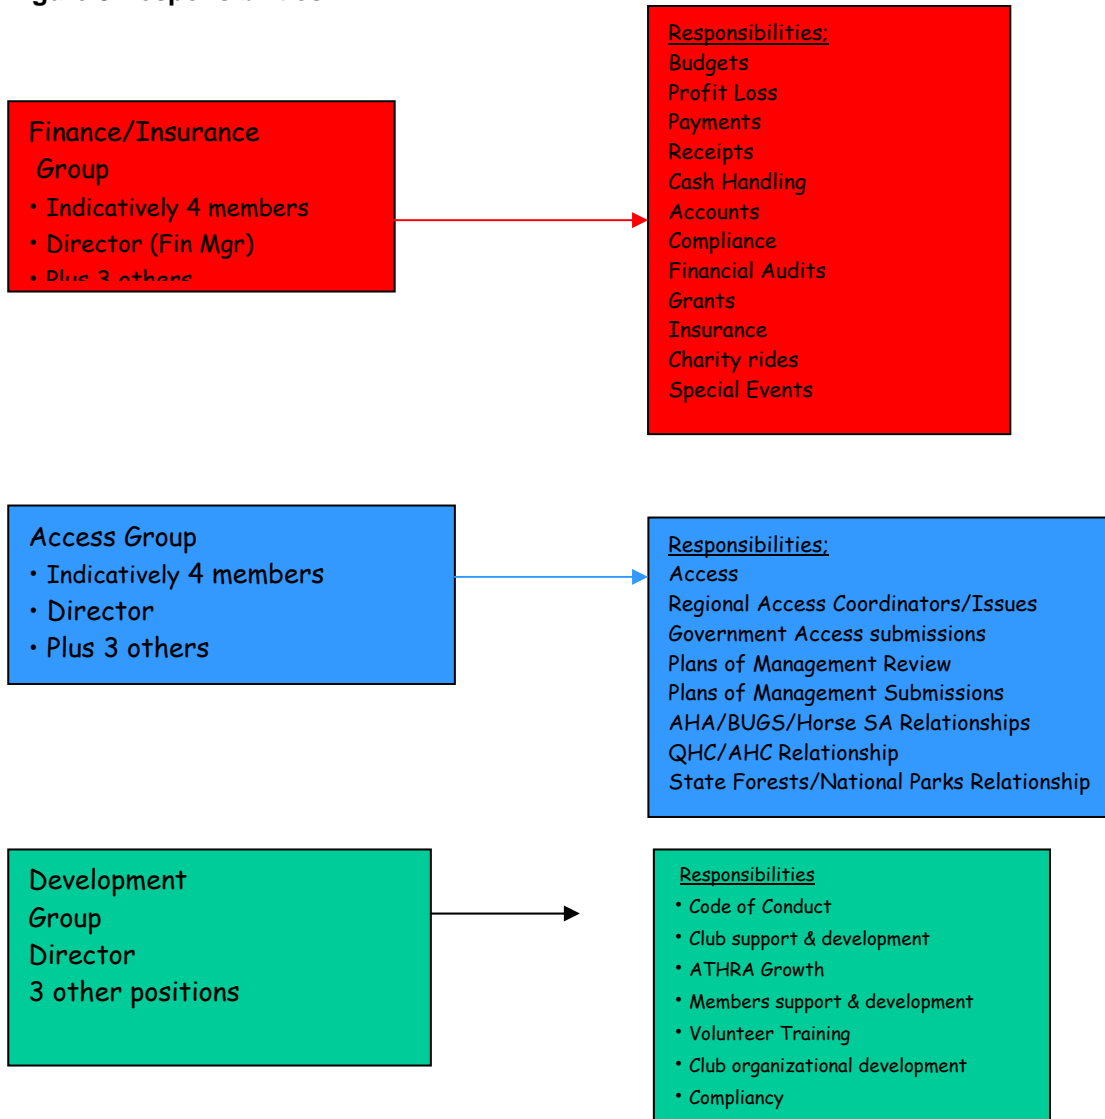 Responsibilities;
Budgets
Profit Loss
Payments
Receipts
Cash Handling
Accounts
Compliance
Financial Audits
Grants
Insurance
Charity rides
Special Events
Finance/Insurance
Group
• Indicatively 4 members
• Director (Fin Mgr)
• Plus 3 others
Access Group
• Indicatively 4 members
• Director
• Plus 3 others
Responsibilities;
Access
Regional Access Coordinators/Issues
Government Access submissions
Plans of Management Review
Plans of Management Submissions
AHA/BUGS/Horse SA Relationships
QHC/AHC Relationship
State Forests/National Parks Relationship
Development
Group
Director
3 other positions
Responsibilities
• Code of Conduct
• Club support & development
• ATHRA Growth
• Members support & development
• Volunteer Training
• Club organizational development
• Compliancy